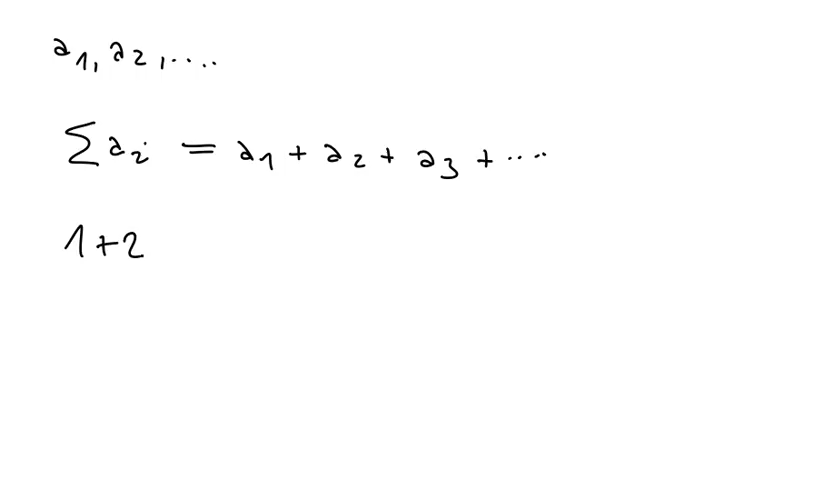 a₁, a₂, ....
∑aᵢ = a₁ + a₂ + a₃ + ....
1+2